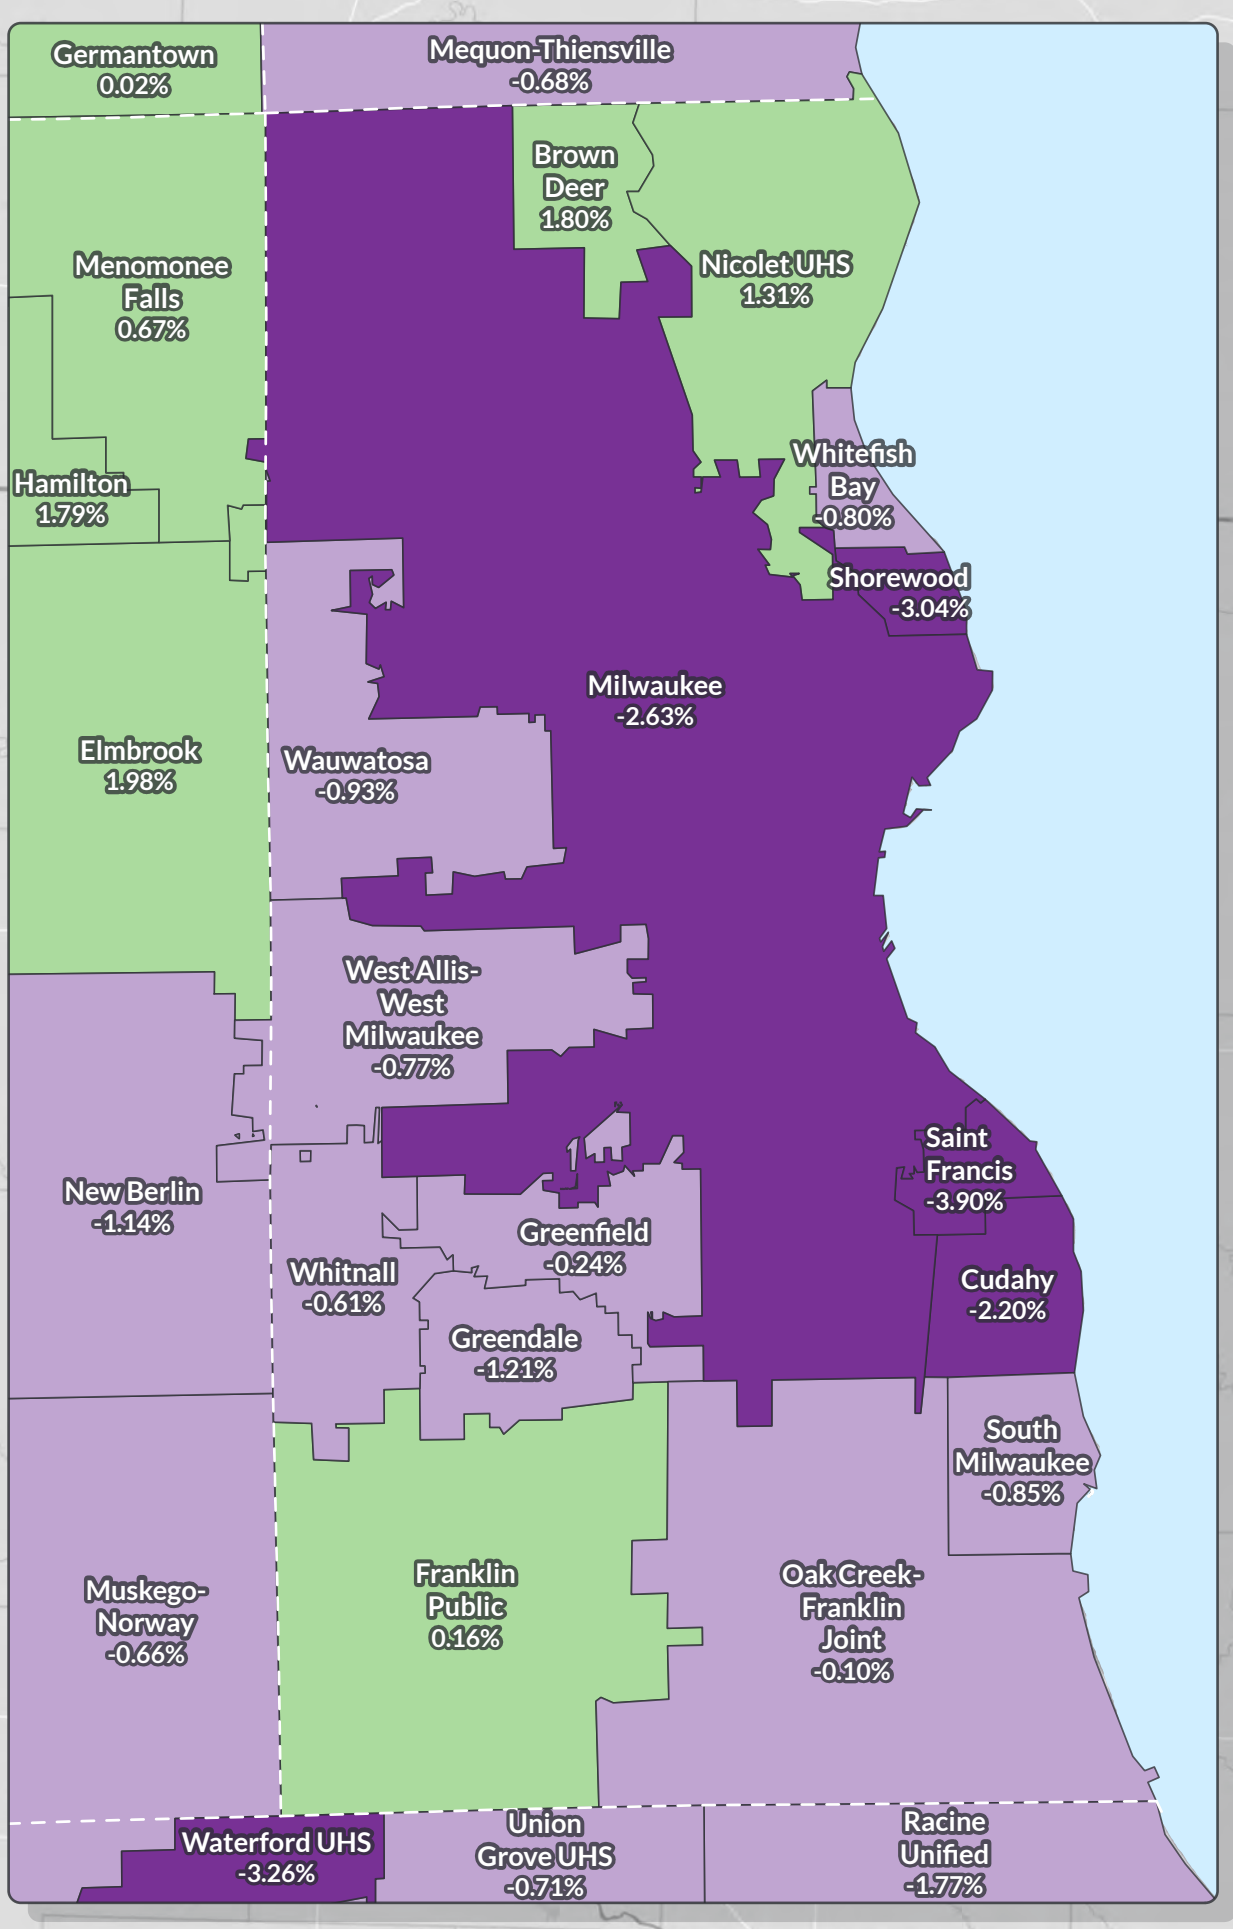 Germantown
0.02%
Mequon-Thiensville
-0.68%
Brown
Deer
1.80%
Menomonee
Falls
0.67%
Nicolet UHS
1.31%
Hamilton
1.79%
Whitefish
Bay
-0.80%
Shorewood
-3.04%
Milwaukee
-2.63%
Elmbrook
1.98%
Wauwatosa
-0.93%
West Allis-
West
Milwaukee
-0.77%
Saint
Francis
-3.90%
New Berlin
-1.14%
Greenfield
-0.24%
Whitnall
-0.61%
Cudahy
-2.20%
Greendale
-1.21%
South
Milwaukee
-0.85%
Muskego-
Norway
-0.66%
Franklin
Public
0.16%
Oak Creek-
Franklin
Joint
-0.10%
Waterford UHS
-3.26%
Union
Grove UHS
-0.71%
Racine
Unified
-1.77%